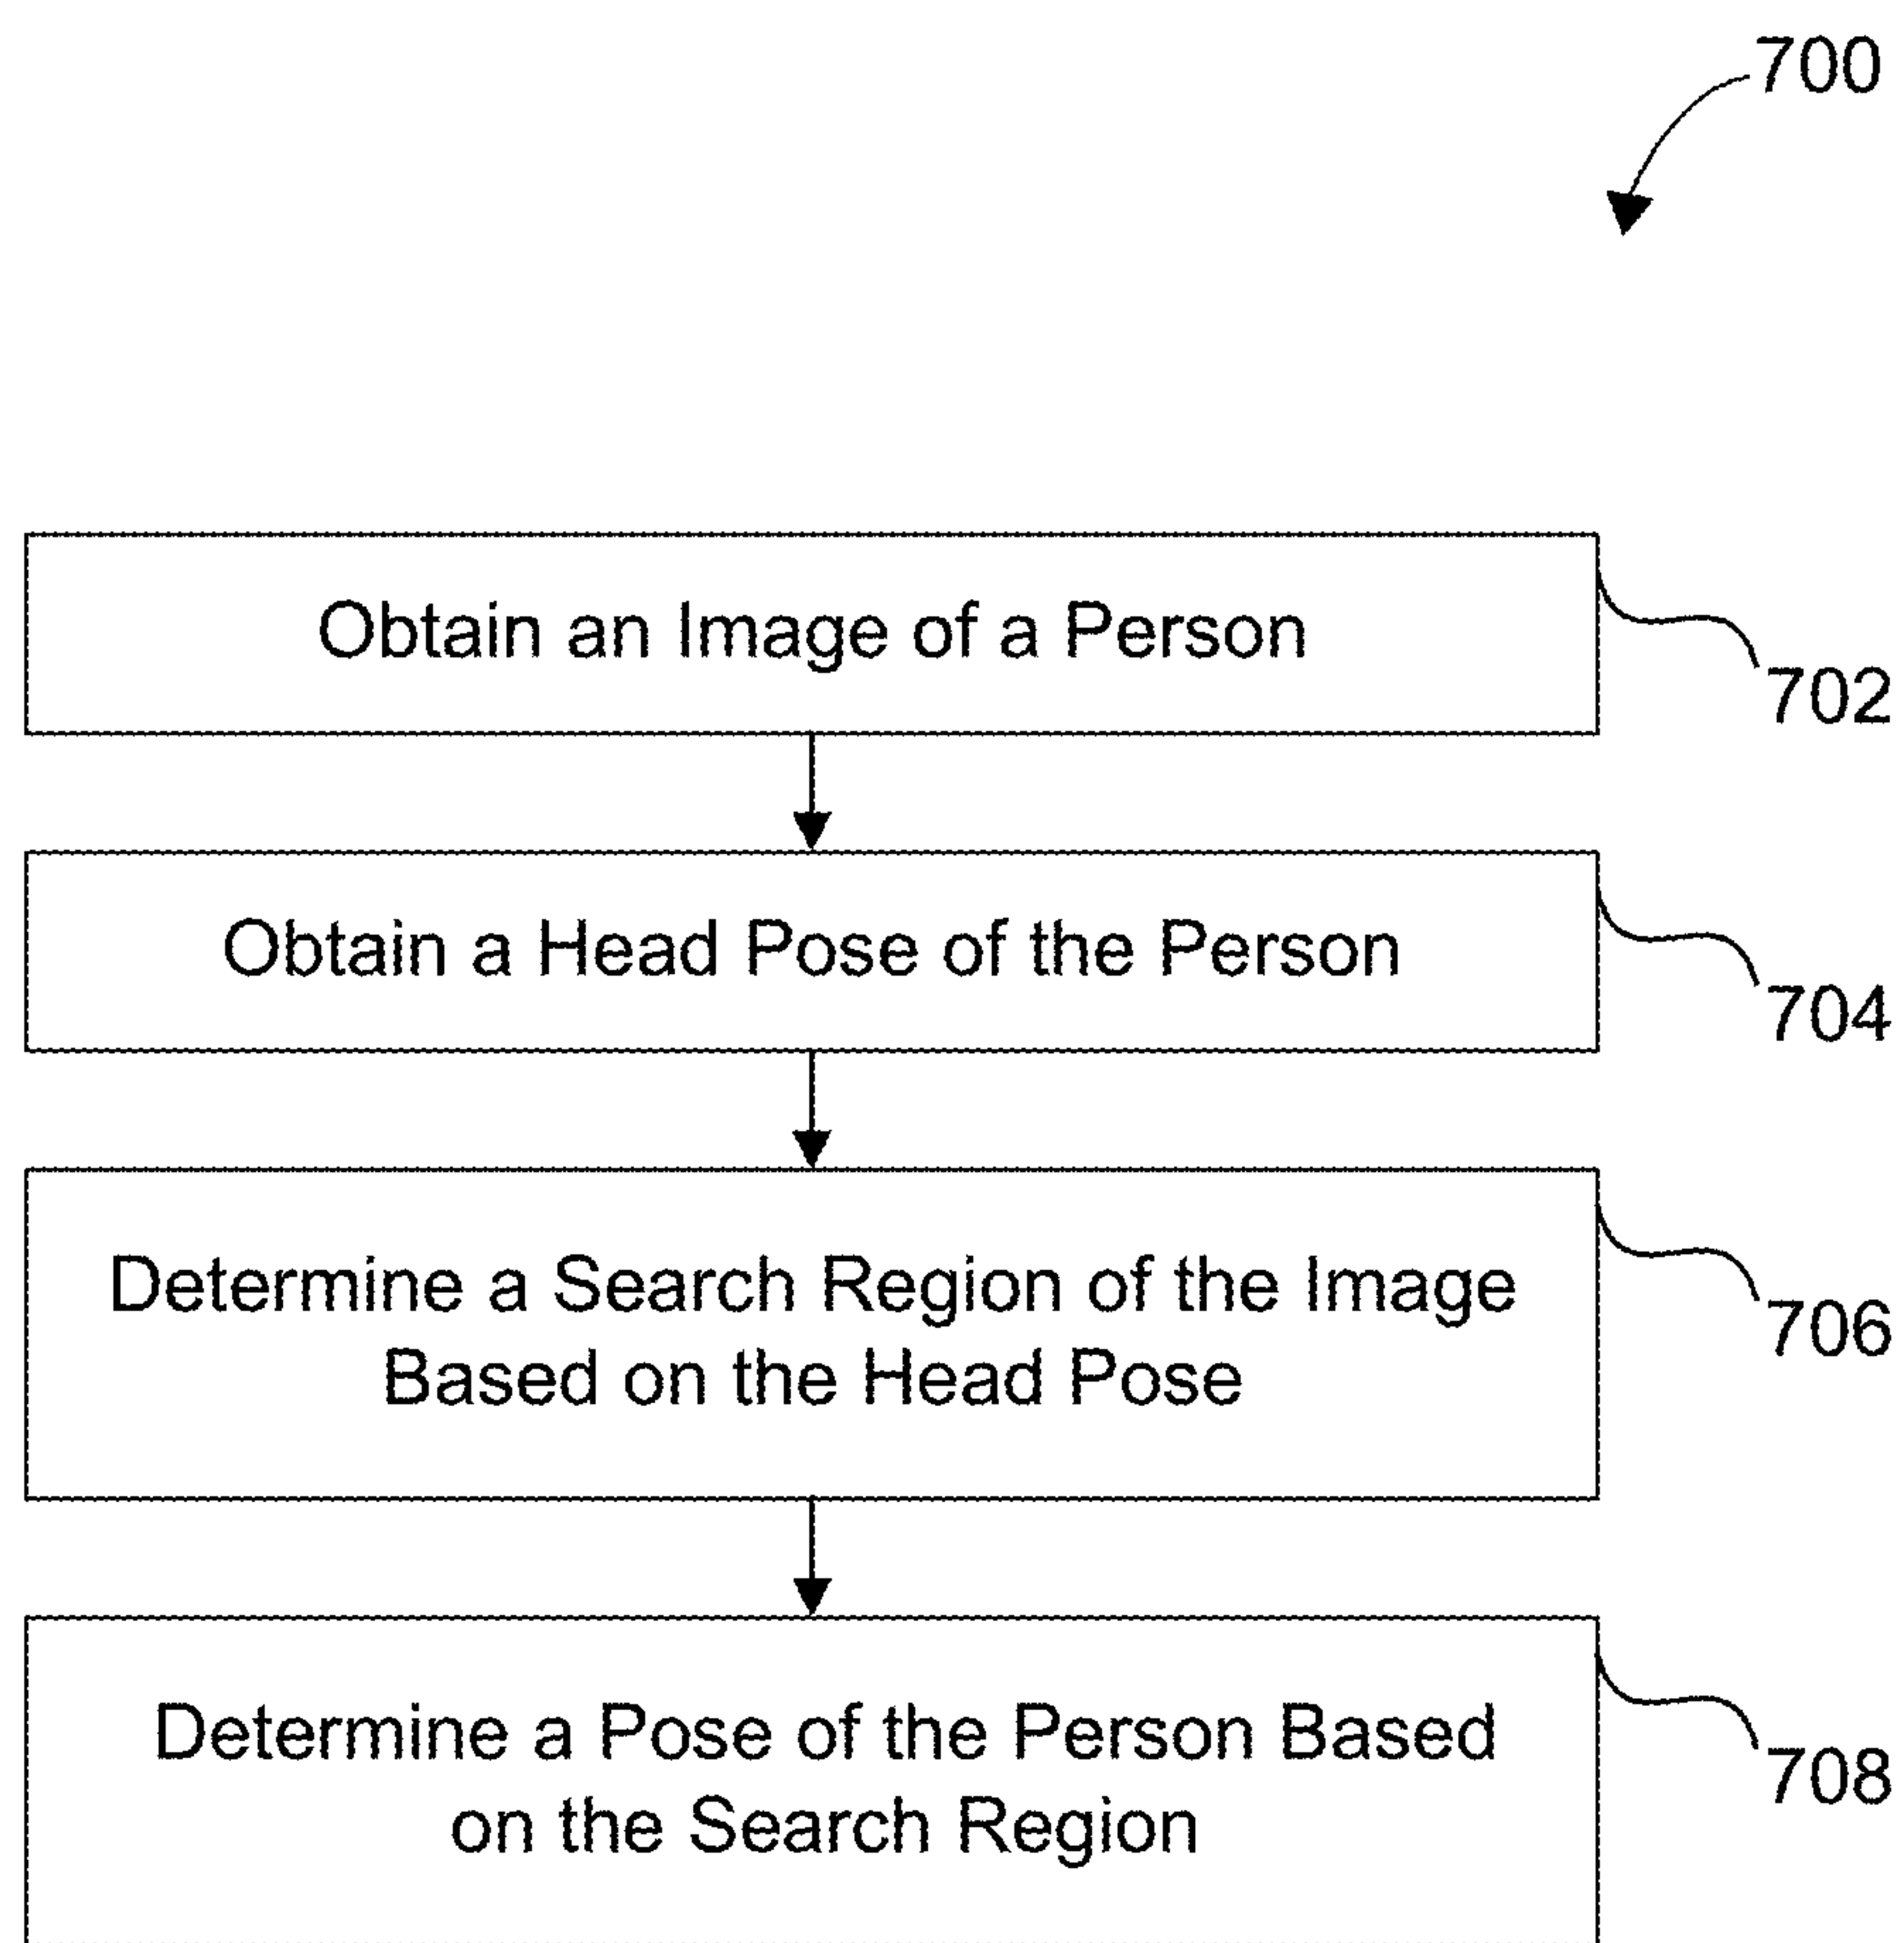 700
Obtain an Image of a Person
702
Obtain a Head Pose of the Person
704
Determine a Search Region of the Image
Based on the Head Pose
706
Determine a Pose of the Person Based
on the Search Region
708